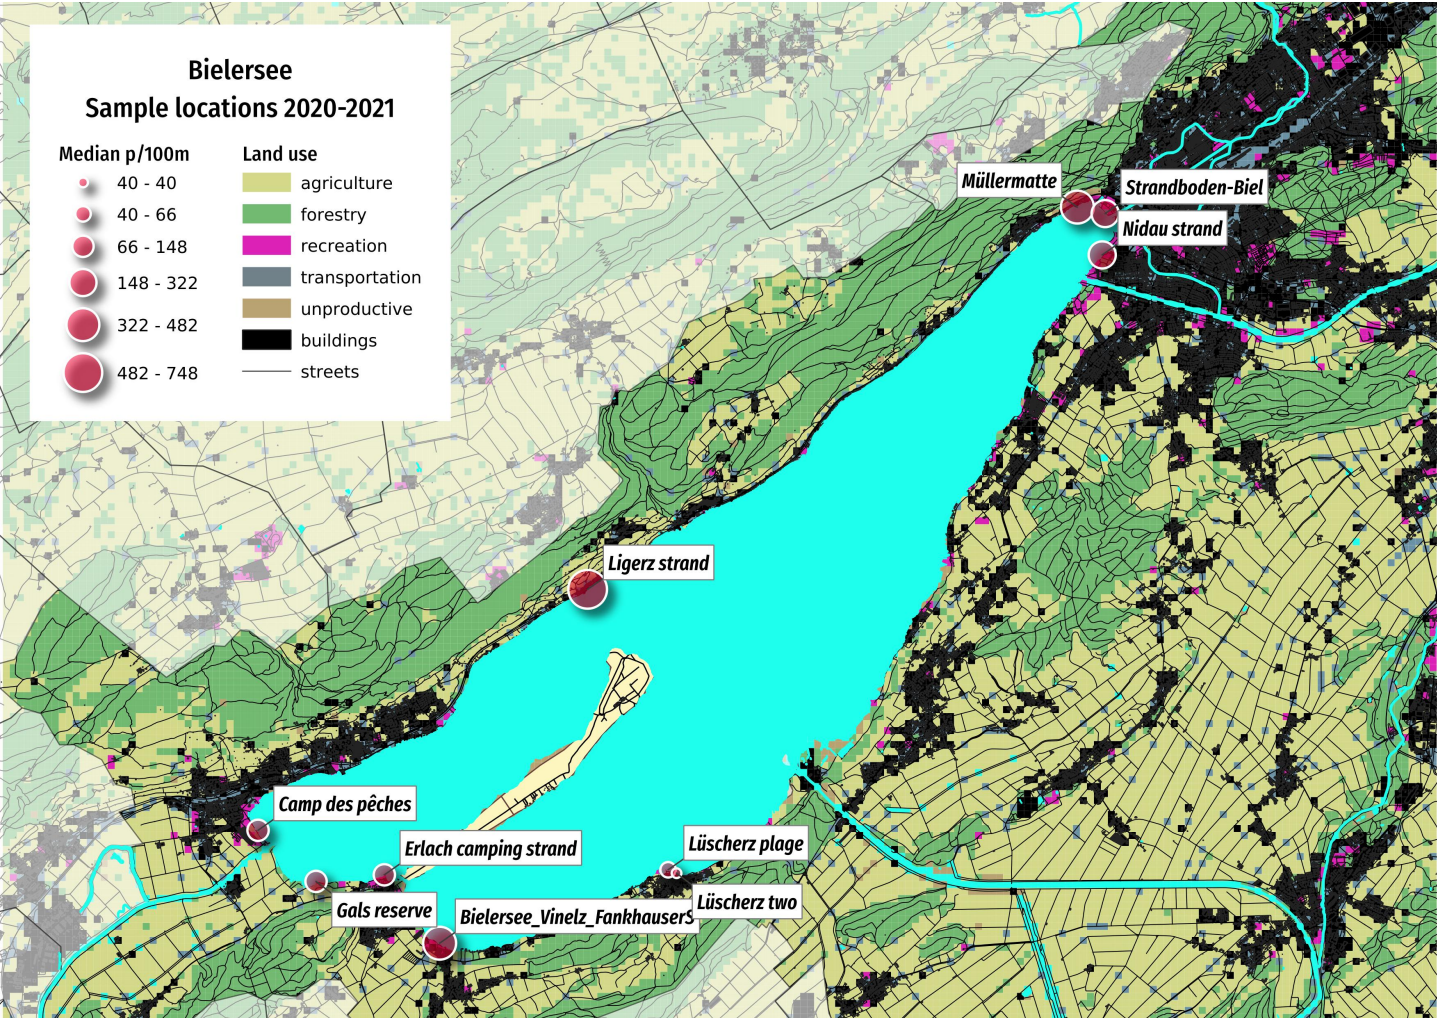 Bielersee
Sample locations 2020-2021
Median p/100m
40 - 40
40 - 66
66 - 148
148 - 322
322 - 482
482 - 748
Land use
agriculture
forestry
recreation
transportation
unproductive
buildings
streets
Müllermatte
Strandboden-Biel
Nidau strand
Ligerz strand
Camp des pêches
Erlach camping strand
Lüscherz plage
Gals reserve
Bielersee_Vinelz_FankhauserS
Lüscherz two